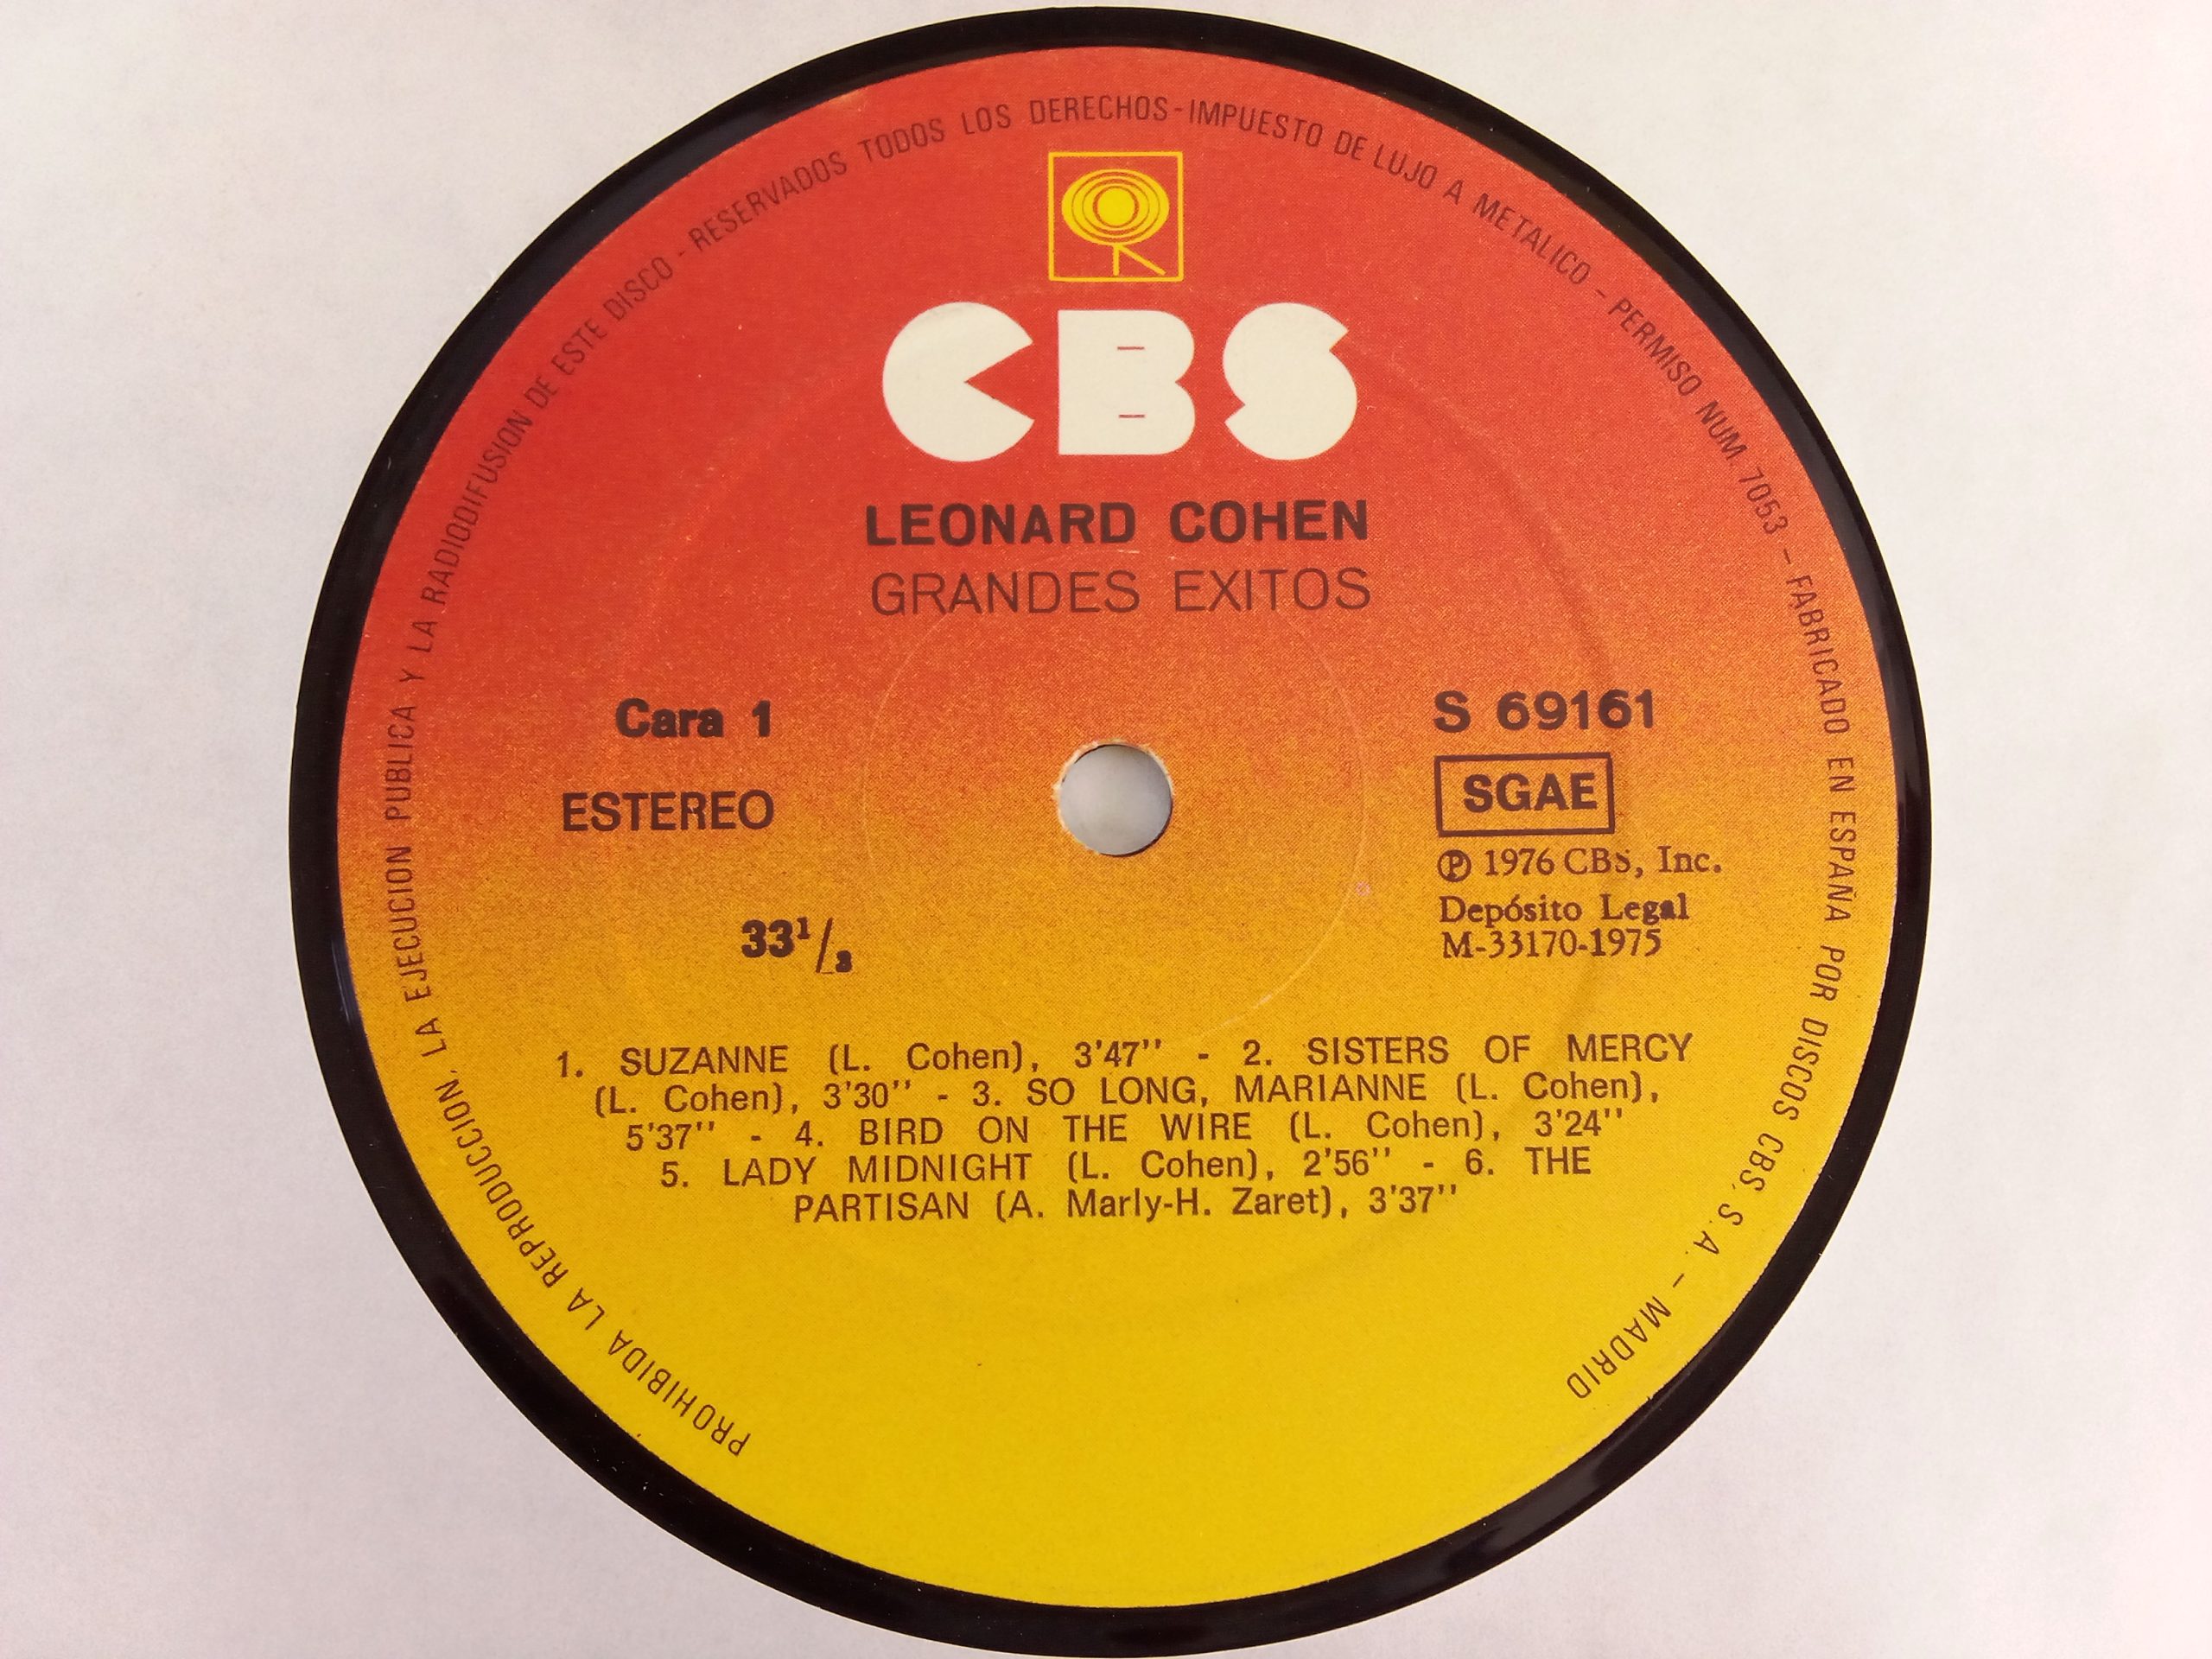 PROHIBIDA LA REPRODUCCION, LA EJECUCION PUBLICA Y LA RADIODIFUSION DE ESTE DISCO - RESERVADOS TODOS LOS DERECHOS - IMPUESTO DE LUJO A METALICO - PERMISO NUM. 7053 - FABRICADO EN ESPAÑA POR DISCOS CBS, S. A. - MADRID
CBS
LEONARD COHEN
GRANDES EXITOS
Cara 1
ESTEREO
33 1/3
S 69161
SGAE
Ⓟ 1976 CBS, Inc.
Depósito Legal
M-33170-1975
1. SUZANNE (L. Cohen), 3'47'' - 2. SISTERS OF MERCY
(L. Cohen), 3'30'' - 3. SO LONG, MARIANNE (L. Cohen),
5'37'' - 4. BIRD ON THE WIRE (L. Cohen), 3'24''
5. LADY MIDNIGHT (L. Cohen), 2'56'' - 6. THE
PARTISAN (A. Marly-H. Zaret), 3'37''